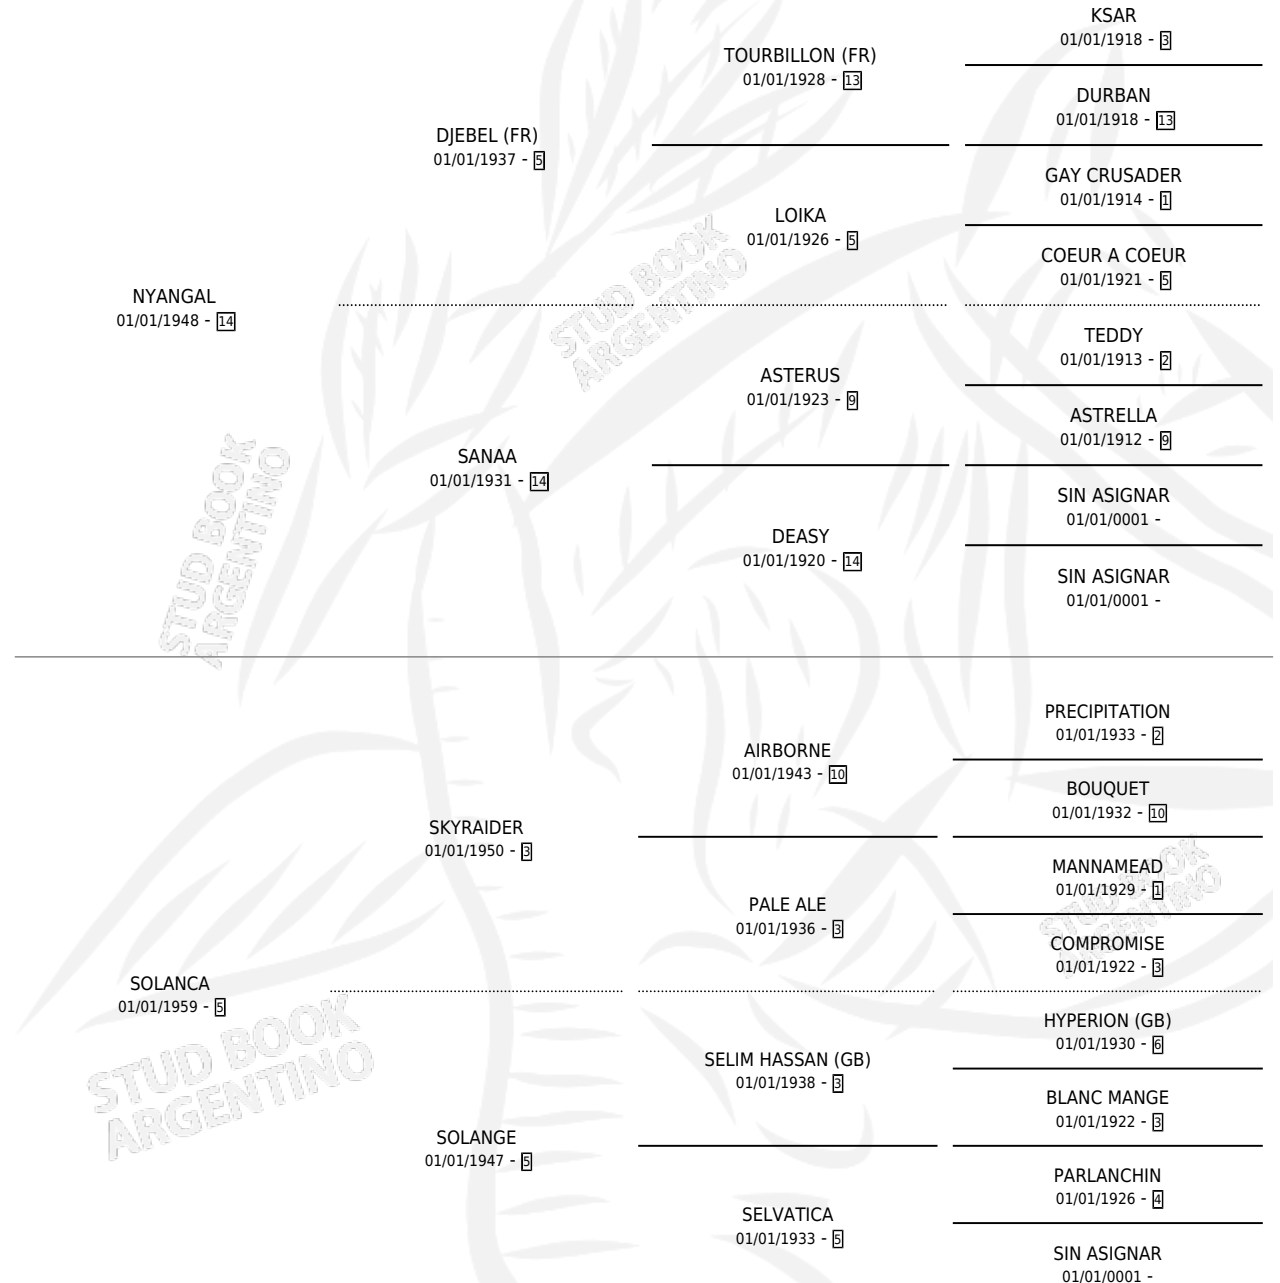 KSAR
01/01/1918 - 3
TOURBILLON (FR)
01/01/1928 - 13
DURBAN
01/01/1918 - 13
DJEBEL (FR)
01/01/1937 - 5
GAY CRUSADER
01/01/1914 - 1
LOIKA
01/01/1926 - 5
COEUR A COEUR
01/01/1921 - 5
NYANGAL
01/01/1948 - 14
TEDDY
01/01/1913 - 2
ASTERUS
01/01/1923 - 9
ASTRELLA
01/01/1912 - 9
SANAA
01/01/1931 - 14
SIN ASIGNAR
01/01/0001 -
DEASY
01/01/1920 - 14
SIN ASIGNAR
01/01/0001 -
PRECIPITATION
01/01/1933 - 2
AIRBORNE
01/01/1943 - 10
BOUQUET
01/01/1932 - 10
SKYRAIDER
01/01/1950 - 3
MANNAMEAD
01/01/1929 - 1
PALE ALE
01/01/1936 - 3
COMPROMISE
01/01/1922 - 3
SOLANCA
01/01/1959 - 5
HYPERION (GB)
01/01/1930 - 6
SELIM HASSAN (GB)
01/01/1938 - 3
BLANC MANGE
01/01/1922 - 3
SOLANGE
01/01/1947 - 5
PARLANCHIN
01/01/1926 - 4
SELVATICA
01/01/1933 - 5
SIN ASIGNAR
01/01/0001 -
STUD BOOK
ARGENTINO
STUD BOOK
ARGENTINO
STUD BOOK
ARGENTINO
STUD BOOK
ARGENTINO